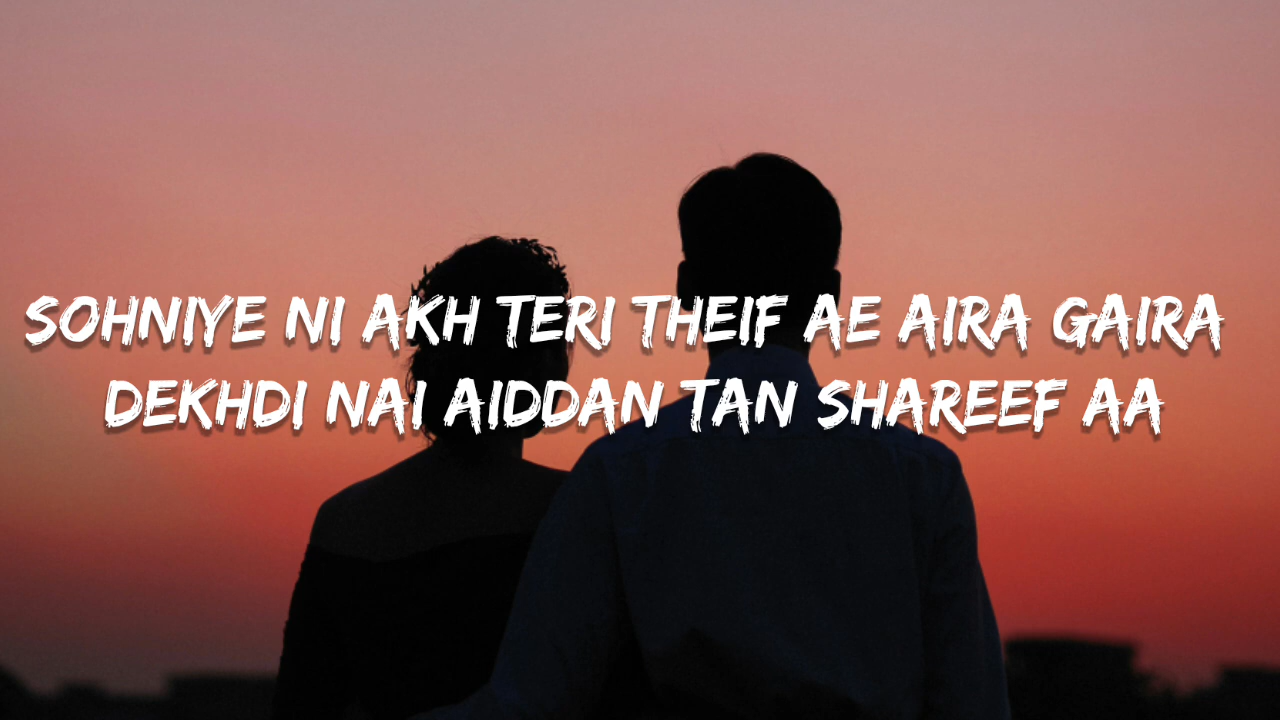 SOHNIYE NI AKH TERI THEIF AE AIRA GAIRA
DEKHDI NAI AIDDAN TAN SHAREEF AA